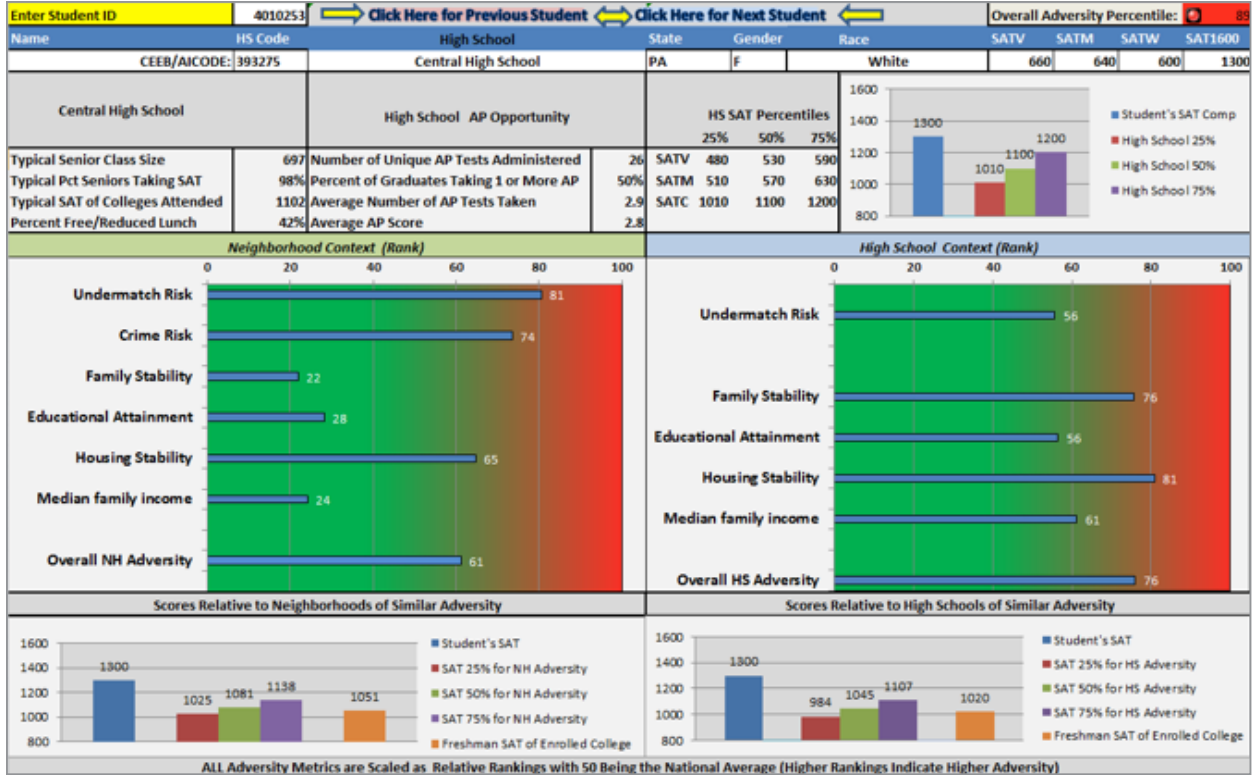 Enter Student ID 4010253 Click Here for Previous Student Click Here for Next Student Overall Adversity Percentile: 89
Name HS Code High School State Gender Race SATV SATM SATW SAT1600
CEEB/AICODE: 393275 Central High School PA F White 660 640 600 1300
Central High School
High School AP Opportunity
HS SAT Percentiles
25% 50% 75%
Typical Senior Class Size 697 Number of Unique AP Tests Administered 26 SATV 480 530 590
Typical Pct Seniors Taking SAT 98% Percent of Graduates Taking 1 or More AP 50% SATM 510 570 630
Typical SAT of Colleges Attended 1102 Average Number of AP Tests Taken 2.9 SATC 1010 1100 1200
Percent Free/Reduced Lunch 42% Average AP Score 2.8
1600
1400
1200
1000
800
1300
1010
1100
1200
Student's SAT Comp
High School 25%
High School 50%
High School 75%
Neighborhood Context (Rank)
0 20 40 60 80 100
Undermatch Risk 81
Crime Risk 74
Family Stability 22
Educational Attainment 28
Housing Stability 65
Median family income 24
Overall NH Adversity 61
High School Context (Rank)
0 20 40 60 80 100
Undermatch Risk 56
Family Stability 76
Educational Attainment 56
Housing Stability 81
Median family income 61
Overall HS Adversity 76
Scores Relative to Neighborhoods of Similar Adversity
1600
1400
1200
1000
800
1300
1025
1081
1138
1051
Student's SAT
SAT 25% for NH Adversity
SAT 50% for NH Adversity
SAT 75% for NH Adversity
Freshman SAT of Enrolled College
Scores Relative to High Schools of Similar Adversity
1600
1400
1200
1000
800
1300
984
1045
1107
1020
Student's SAT
SAT 25% for HS Adversity
SAT 50% for HS Adversity
SAT 75% for HS Adversity
Freshman SAT of Enrolled College
ALL Adversity Metrics are Scaled as Relative Rankings with 50 Being the National Average (Higher Rankings Indicate Higher Adversity)